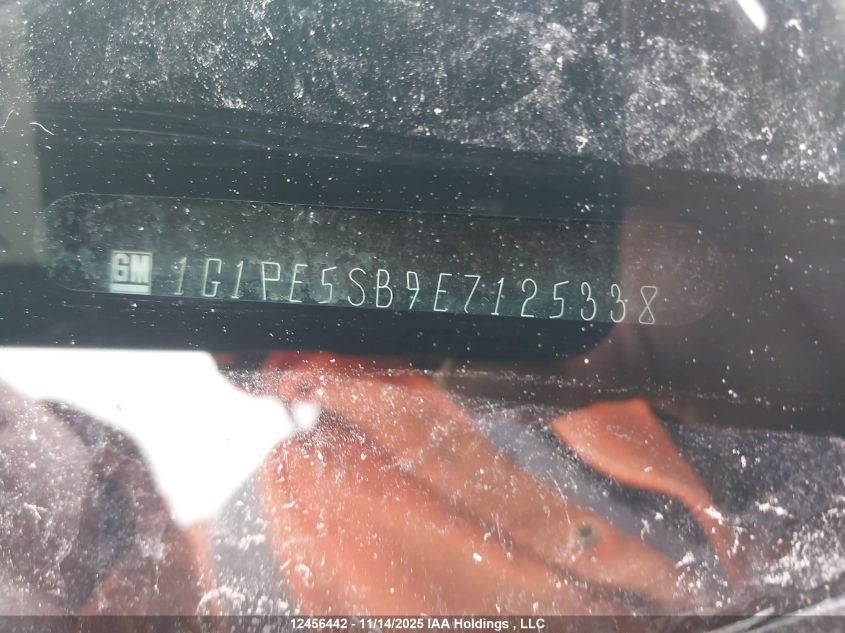 GM 1G1PE5SB9E7125338
12456442 - 11/14/2025 IAA Holdings , LLC